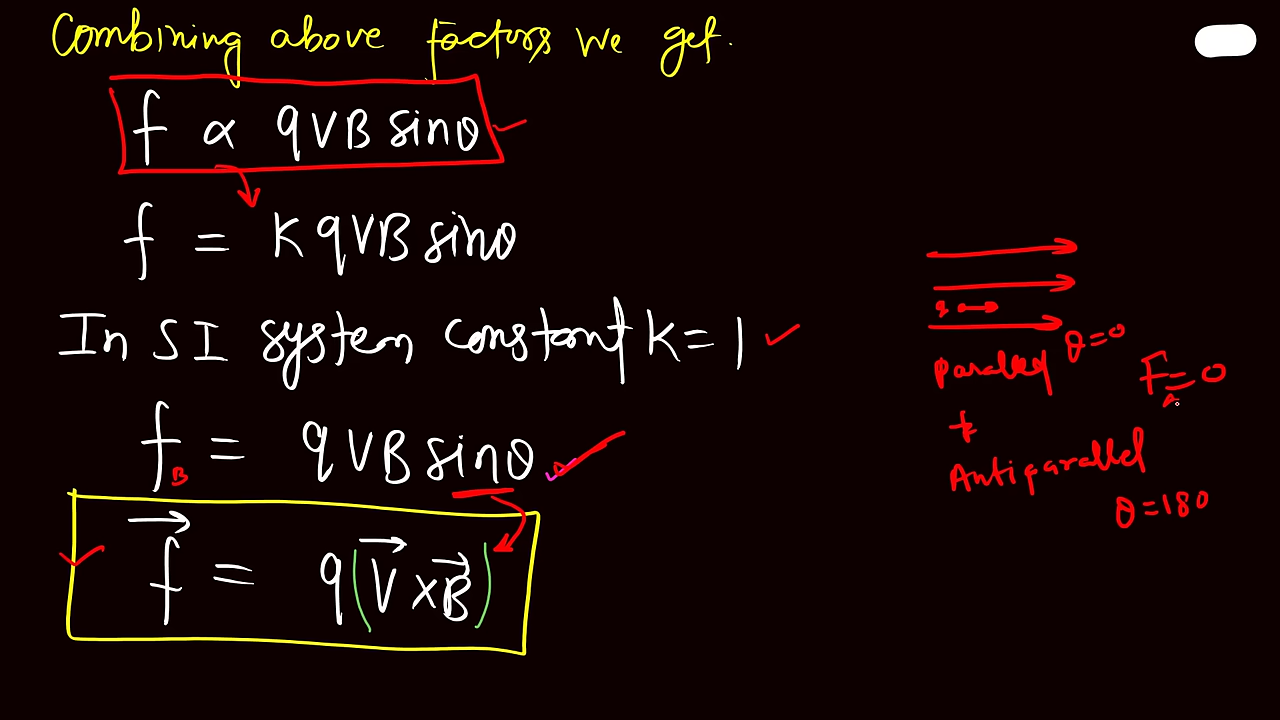 Combining above factors we get.
f ∝ qVB sinθ
f = K qVB sinθ
In SI system constant K = 1
f_B = qVB sinθ
f⃗ = q(V⃗ × B⃗)
q
Parallel θ=0
F = 0
Antiparallel
θ=180